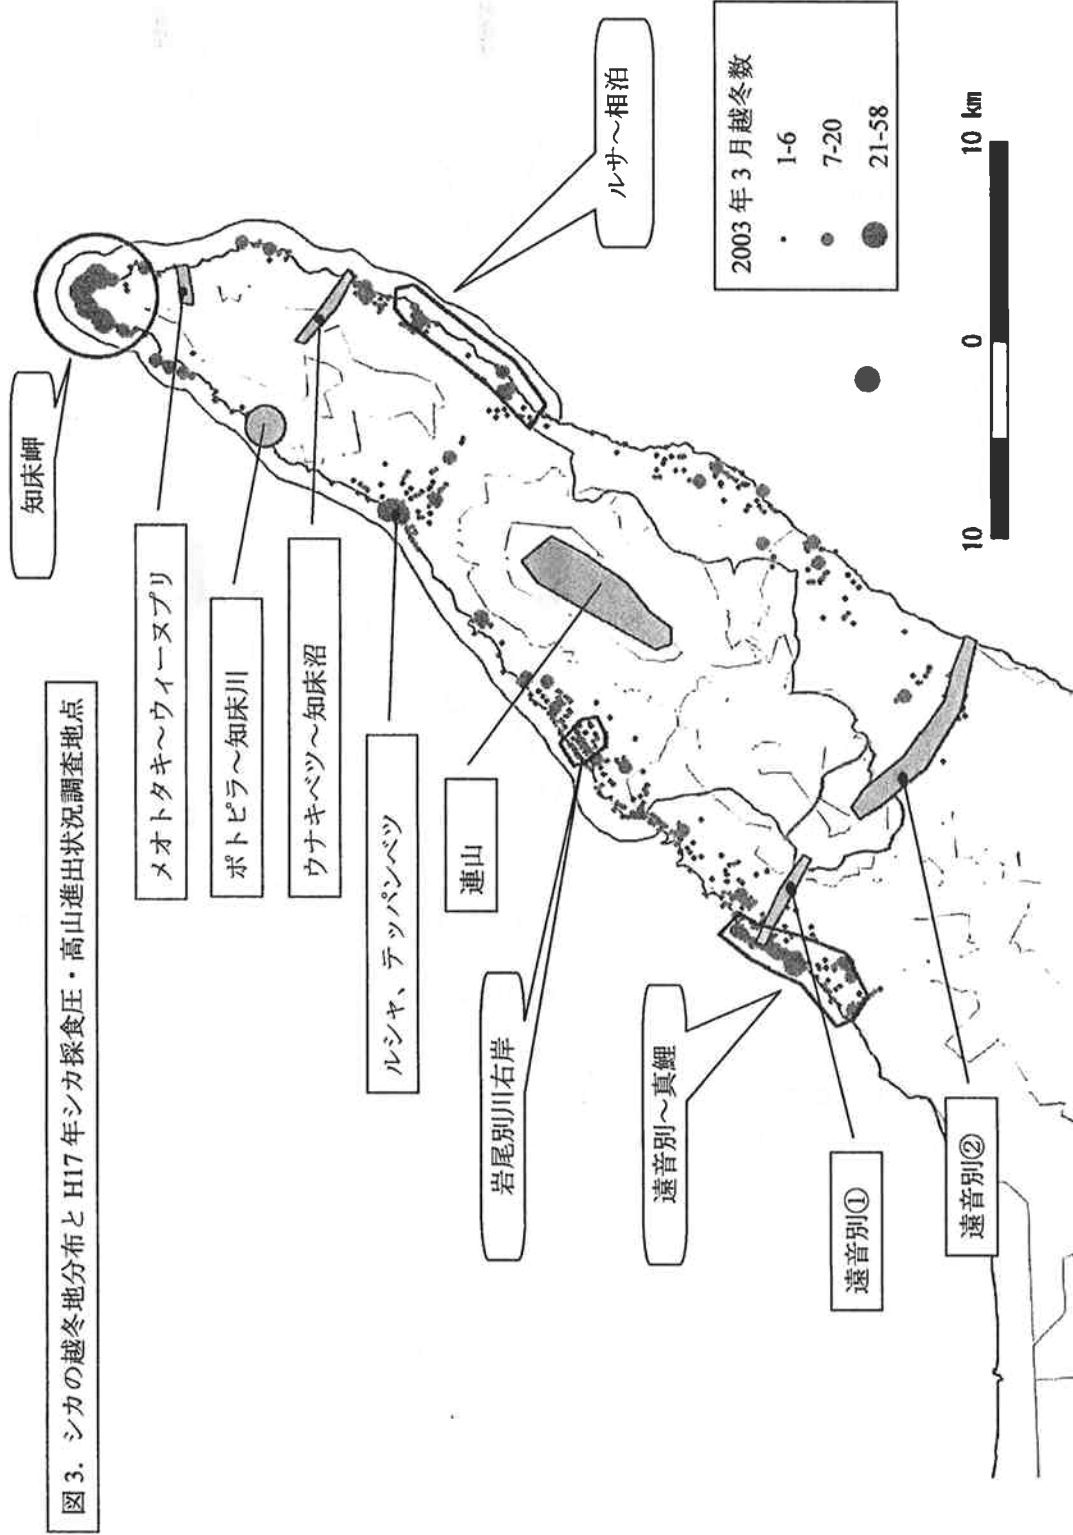 図3. シカの越冬地分布とH17年シカ採食圧・高山進出状況調査地点
知床岬
メオトタキ～ウィーヌプリ
ポトピラ～知床川
ウナキベツ～知床沼
ルシャ、テッパンベツ
連山
岩尾別川右岸
遠音別～真鯉
遠音別①
遠音別②
ルサ～相泊
2003年3月越冬数
1-6
7-20
21-58
10 0 10 km